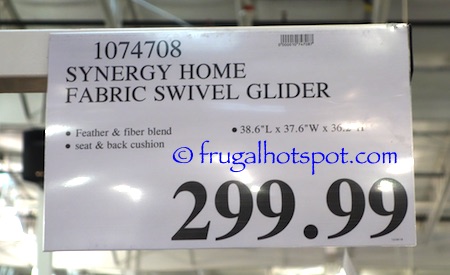 1074708
SYNERGY HOME
FABRIC SWIVEL GLIDER
• Feather & fiber blend
• seat & back cushion
• 38.6"L x 37.6"W x
© frugalhotspot.com
299.99